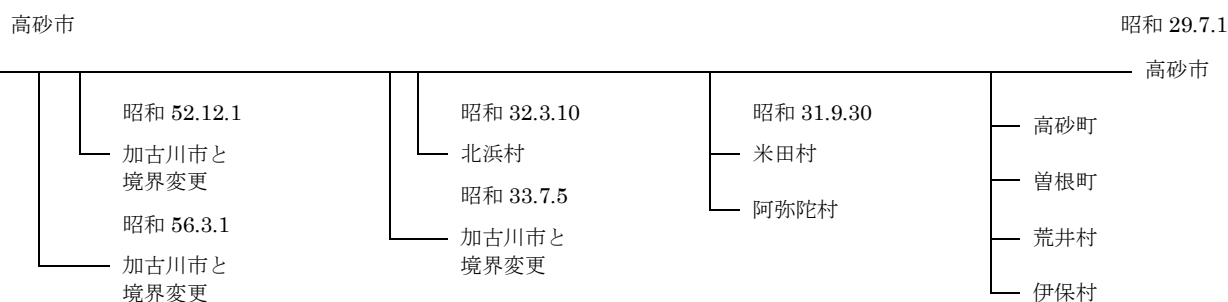 高砂市
昭和 29.7.1
高砂市
昭和 52.12.1
加古川市と
境界変更
昭和 56.3.1
加古川市と
境界変更
昭和 32.3.10
北浜村
昭和 33.7.5
加古川市と
境界変更
昭和 31.9.30
米田村
阿弥陀村
高砂町
曽根町
荒井村
伊保村